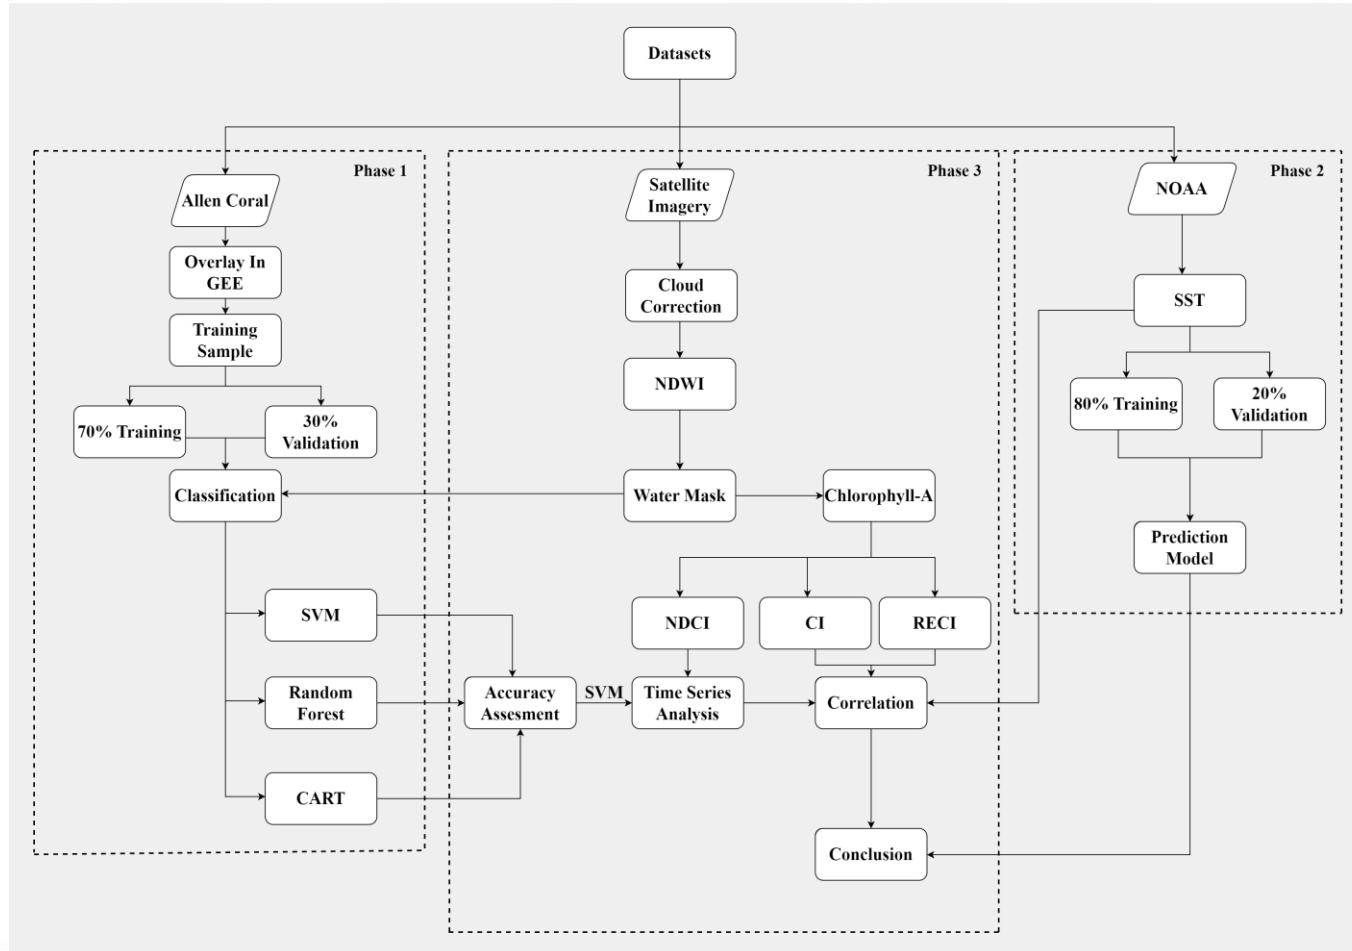 Datasets
Phase 1
Allen Coral
Overlay In
GEE
Training
Sample
70% Training
30%
Validation
Classification
SVM
Random
Forest
CART
Phase 3
Satellite
Imagery
Cloud
Correction
NDWI
Water Mask
Chlorophyll-A
NDCI
CI
RECI
Accuracy
Assesment
SVM
Time Series
Analysis
Correlation
Conclusion
Phase 2
NOAA
SST
80% Training
20%
Validation
Prediction
Model